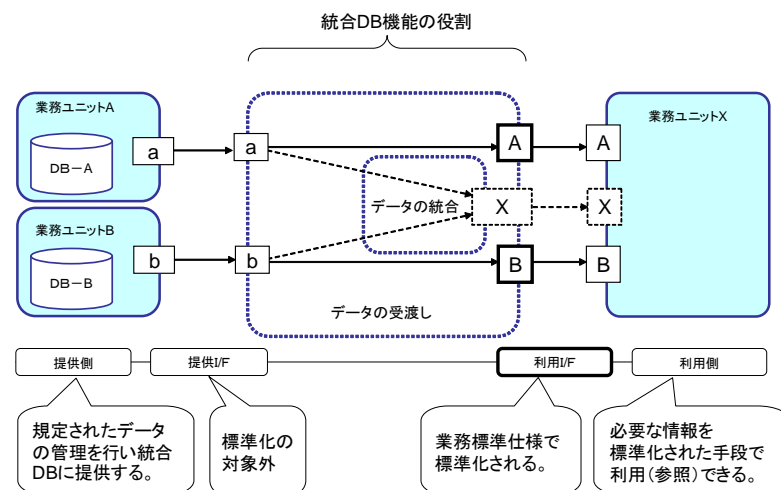 統合DB機能の役割
業務ユニットA
DB－A
a
a
A
A
業務ユニットX
データの統合
X
X
業務ユニットB
DB－B
b
b
B
B
データの受渡し
提供側
提供I/F
利用I/F
利用側
規定されたデータ
の管理を行い統合
DBに提供する。
標準化の
対象外
業務標準仕様で
標準化される。
必要な情報を
標準化された手段で
利用(参照)できる。